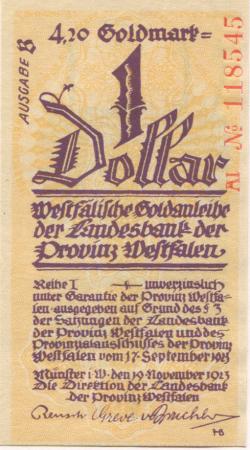 AUSGABE B
4,20 Goldmark =
1
Dollar
A1 № 118545
Westfälische Goldanleihe
der Landesbank der
Provinz Westfalen
Reihe I unverzinslich
unter Garantie der Provinz Westfa-
len ausgegeben auf Grund des § 3
der Satzungen der Landesbank
der Provinz Westfalen und des
Provinzialausschusses der Provinz
Westfalen vom 17. September 1923
Münster i. W. den 19. November 1923
Die Direktion der Landesbank
der Provinz Westfalen